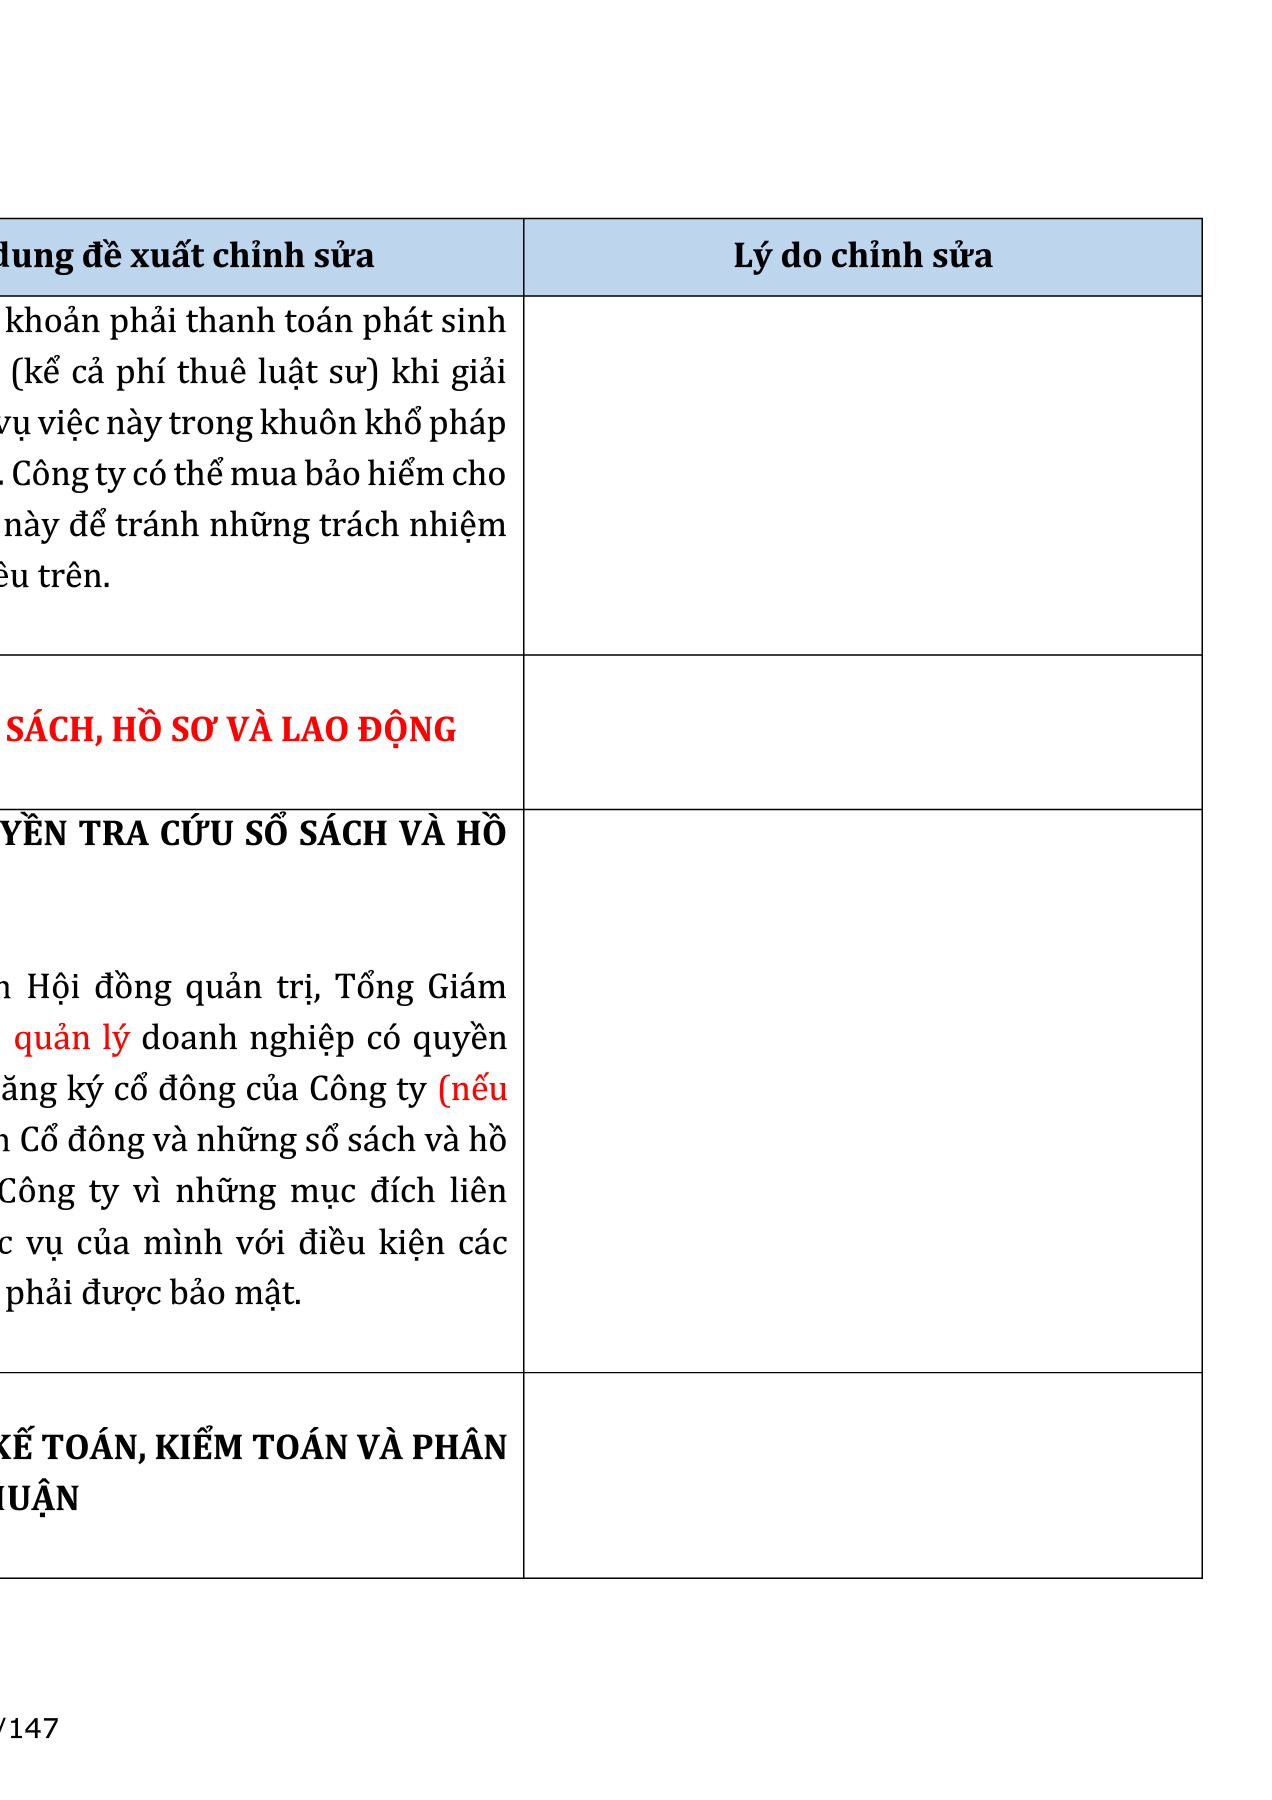 dung đề xuất chỉnh sửa
Lý do chỉnh sửa
khoản phải thanh toán phát sinh
(kể cả phí thuê luật sư) khi giải
vụ việc này trong khuôn khổ pháp
. Công ty có thể mua bảo hiểm cho
này để tránh những trách nhiệm
êu trên.
SÁCH, HỒ SƠ VÀ LAO ĐỘNG
YỀN TRA CỨU SỔ SÁCH VÀ HỒ
n Hội đồng quản trị, Tổng Giám
quản lý doanh nghiệp có quyền
ăng ký cổ đông của Công ty (nếu
n Cổ đông và những sổ sách và hồ
Công ty vì những mục đích liên
c vụ của mình với điều kiện các
phải được bảo mật.
KẾ TOÁN, KIỂM TOÁN VÀ PHÂN
HUẬN
/147